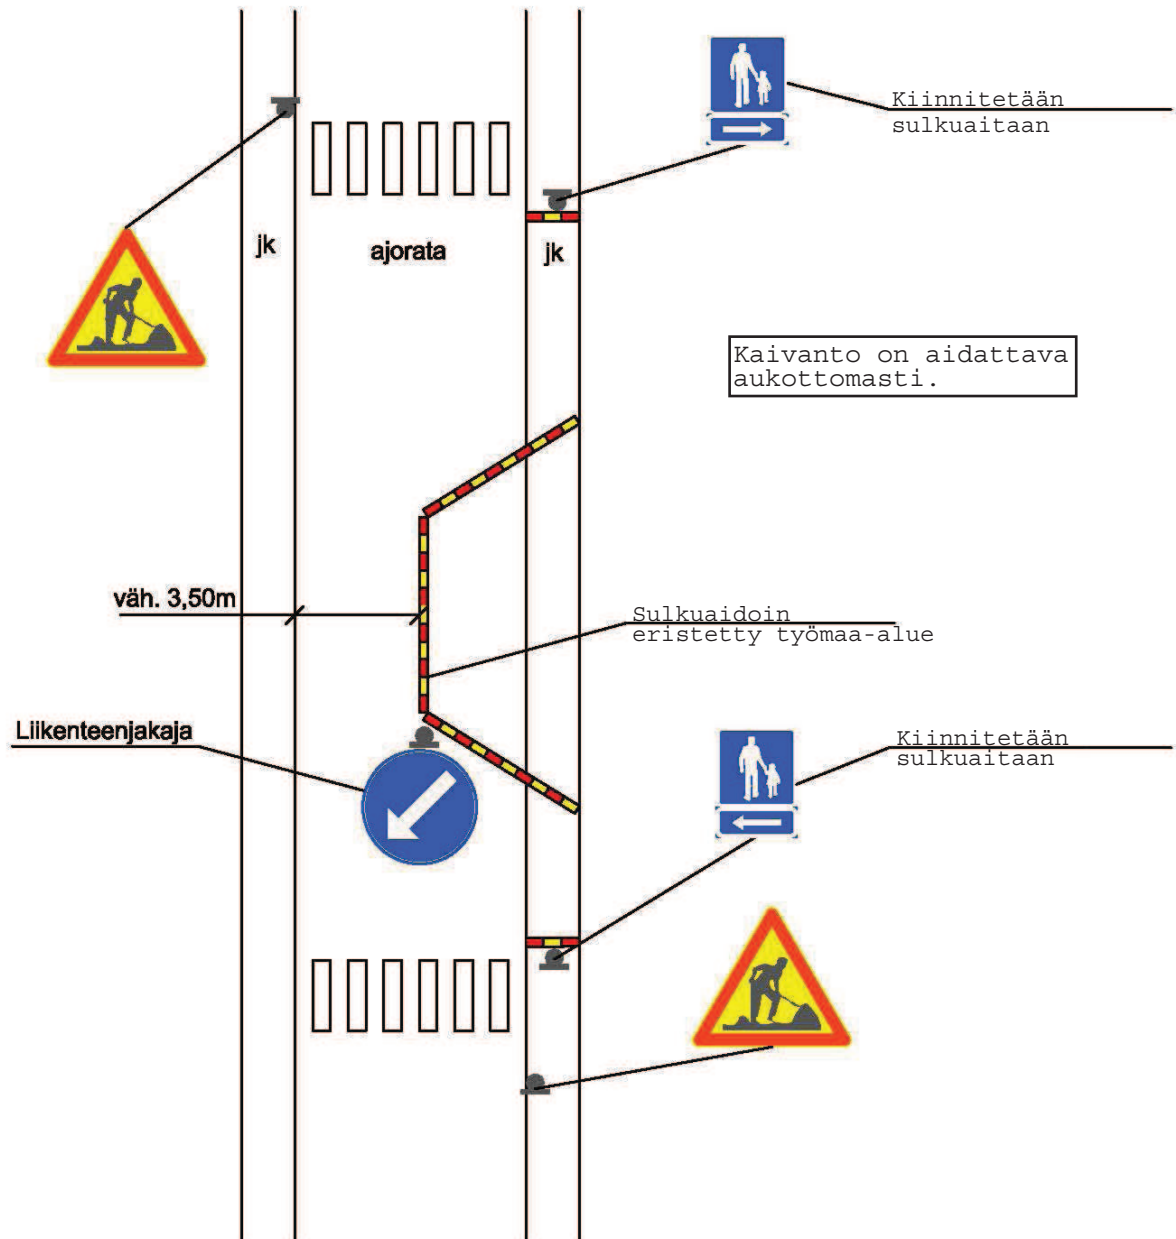 Kiinnitetään
sulkuaitaan
jk
ajorata
jk
Kaivanto on aidattava
aukottomasti.
väh. 3,50m
Sulkuaidoin
eristetty työmaa-alue
Liikenteenjakaja
Kiinnitetään
sulkuaitaan